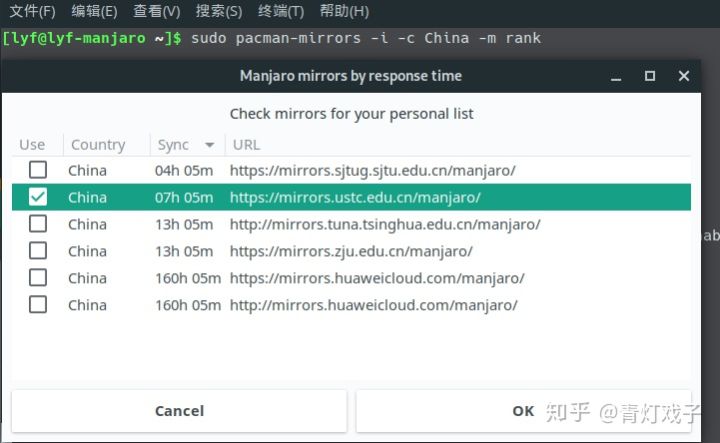 文件(F) 编辑(E) 查看(V) 搜索(S) 终端(T) 帮助(H)
[lyf@lyf-manjaro ~]$ sudo pacman-mirrors -i -c China -m rank
Manjaro mirrors by response time
Check mirrors for your personal list
Use Country Sync URL
China 04h 05m https://mirrors.sjtug.sjtu.edu.cn/manjaro/
China 07h 05m https://mirrors.ustc.edu.cn/manjaro/
China 13h 05m http://mirrors.tuna.tsinghua.edu.cn/manjaro/
China 13h 05m https://mirrors.zju.edu.cn/manjaro/
China 160h 05m https://mirrors.huaweicloud.com/manjaro/
China 160h 05m http://mirrors.huaweicloud.com/manjaro/
Cancel OK
知乎 @青灯戏子